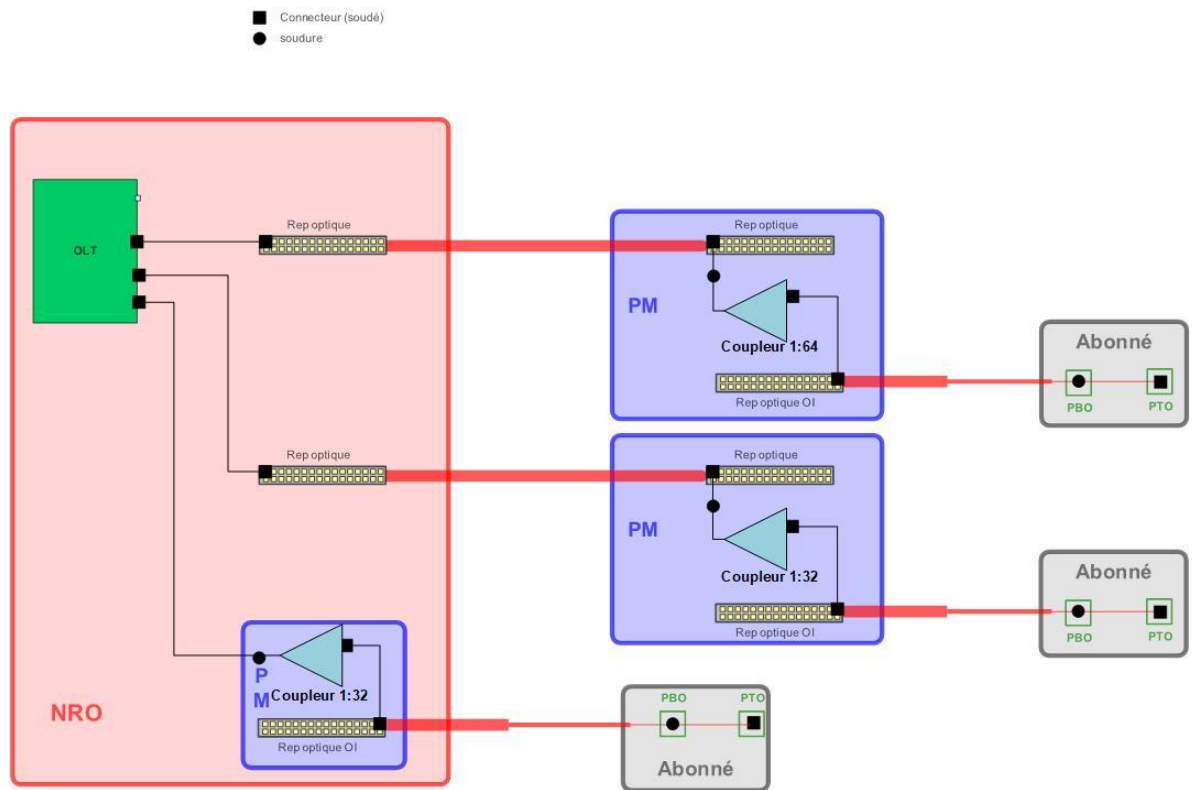 Connecteur (soudé)
soudure
OLT
Rep optique
Rep optique
PM
Coupleur 1:64
Rep optique OI
Abonné
PBO
PTO
Rep optique
Rep optique
PM
Coupleur 1:32
Rep optique OI
Abonné
PBO
PTO
NRO
P
M
Coupleur 1:32
Rep optique OI
PBO
PTO
Abonné